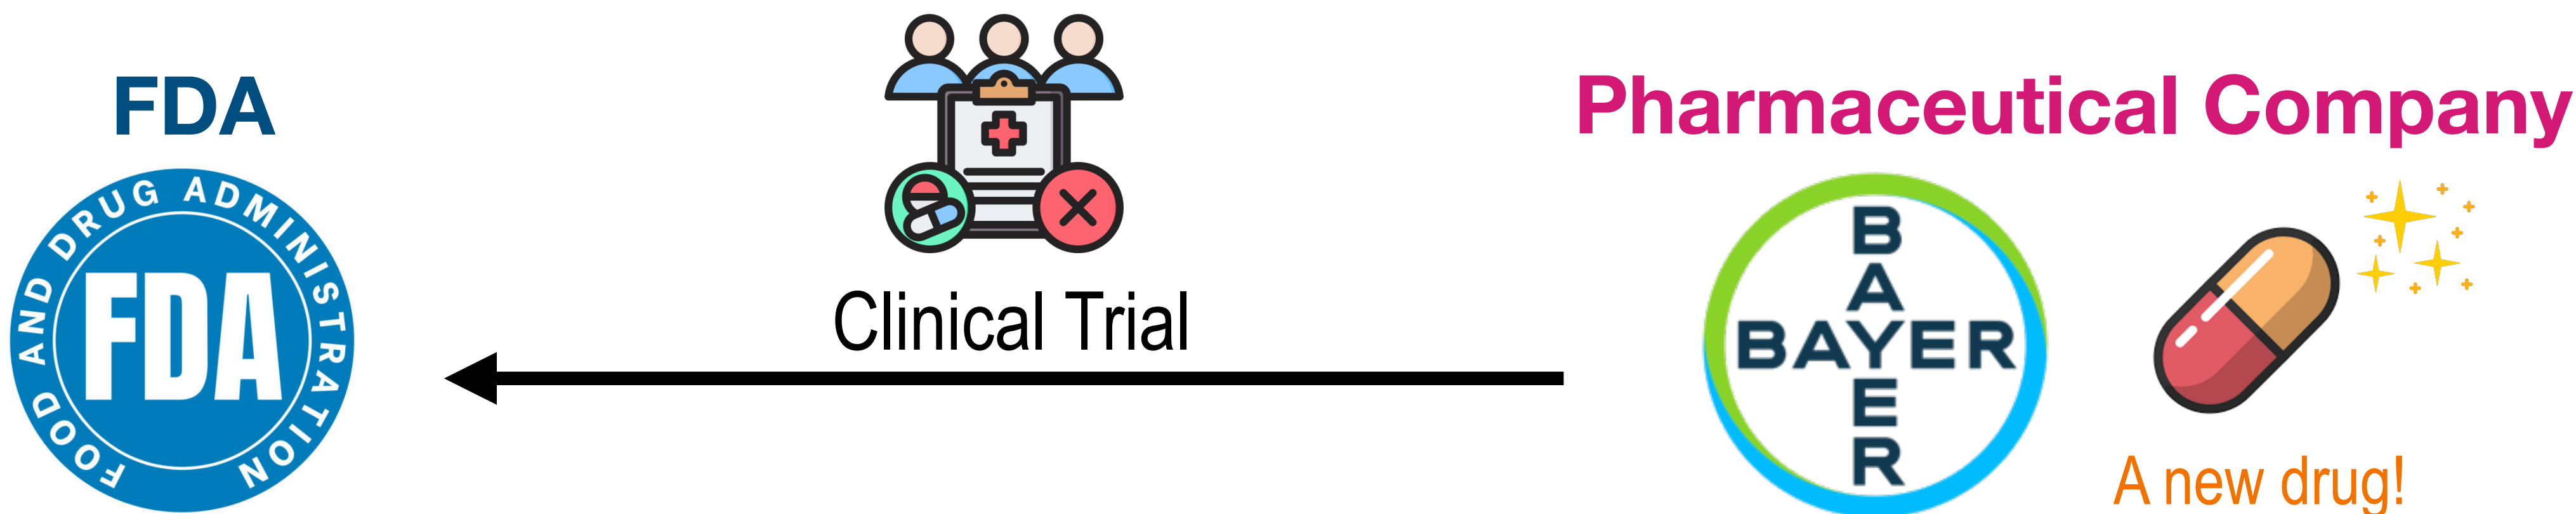 FDA
FOOD AND DRUG ADMINISTRATION
FDA
Clinical Trial
Pharmaceutical Company
BAYER
BAYER
A new drug!